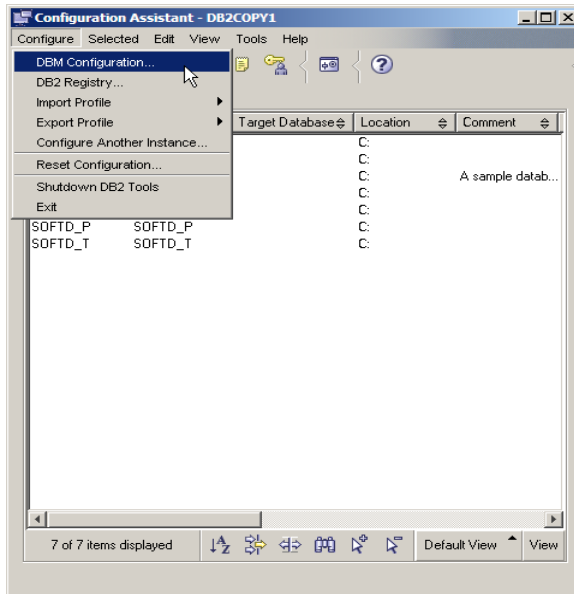 Configuration Assistant - DB2COPY1
Configure Selected Edit View Tools Help
DBM Configuration...
DB2 Registry...
Import Profile
Export Profile
Configure Another Instance...
Reset Configuration...
Shutdown DB2 Tools
Exit
Target Database Location Comment
C:
C:
C: A sample datab...
C:
C:
SOFTD_P SOFTD_P C:
SOFTD_T SOFTD_T C:
7 of 7 items displayed Default View View